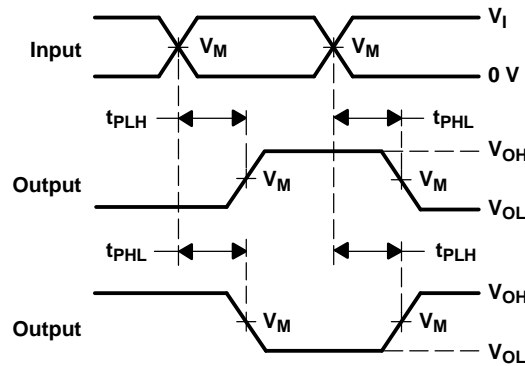 V_I
Input V_M V_M
0 V
t_PLH t_PHL
V_OH
Output V_M V_M
V_OL
t_PHL t_PLH
V_OH
Output V_M V_M
V_OL